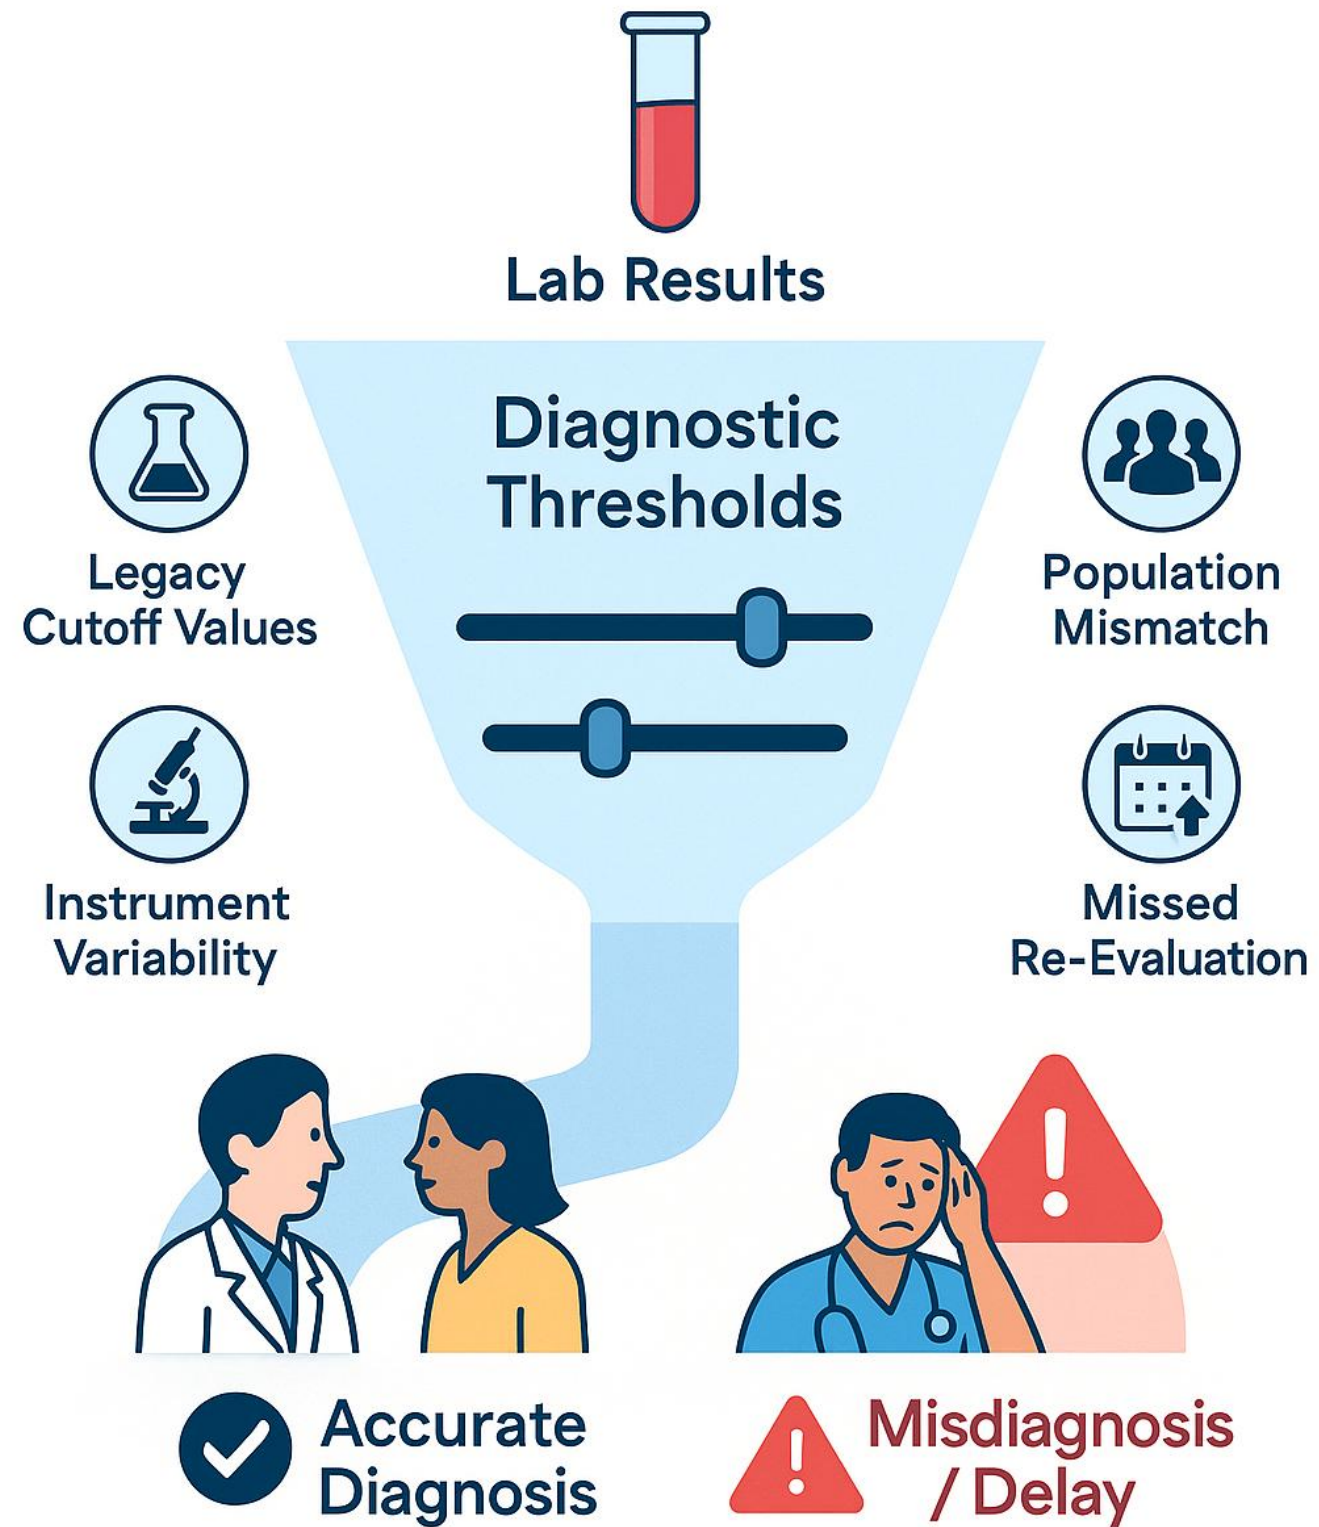 Lab Results
Diagnostic
Thresholds
Legacy
Cutoff Values
Population
Mismatch
Instrument
Variability
Missed
Re-Evaluation
Accurate
Diagnosis
Misdiagnosis
/ Delay